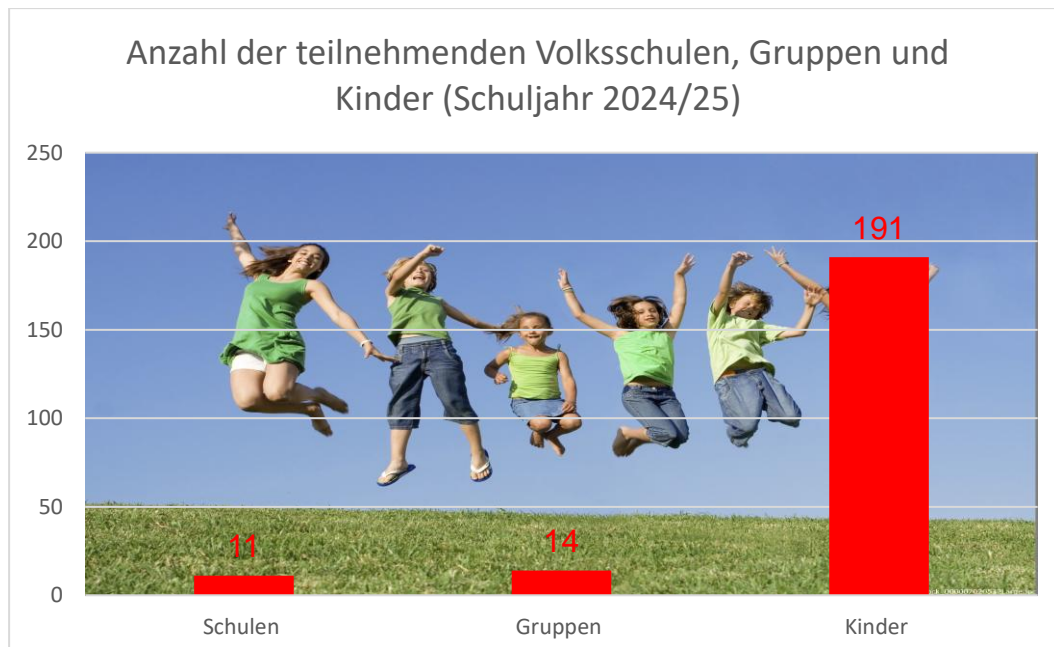 Anzahl der teilnehmenden Volksschulen, Gruppen und
Kinder (Schuljahr 2024/25)
250
200
150
100
50
0
11
14
191
Schulen
Gruppen
Kinder